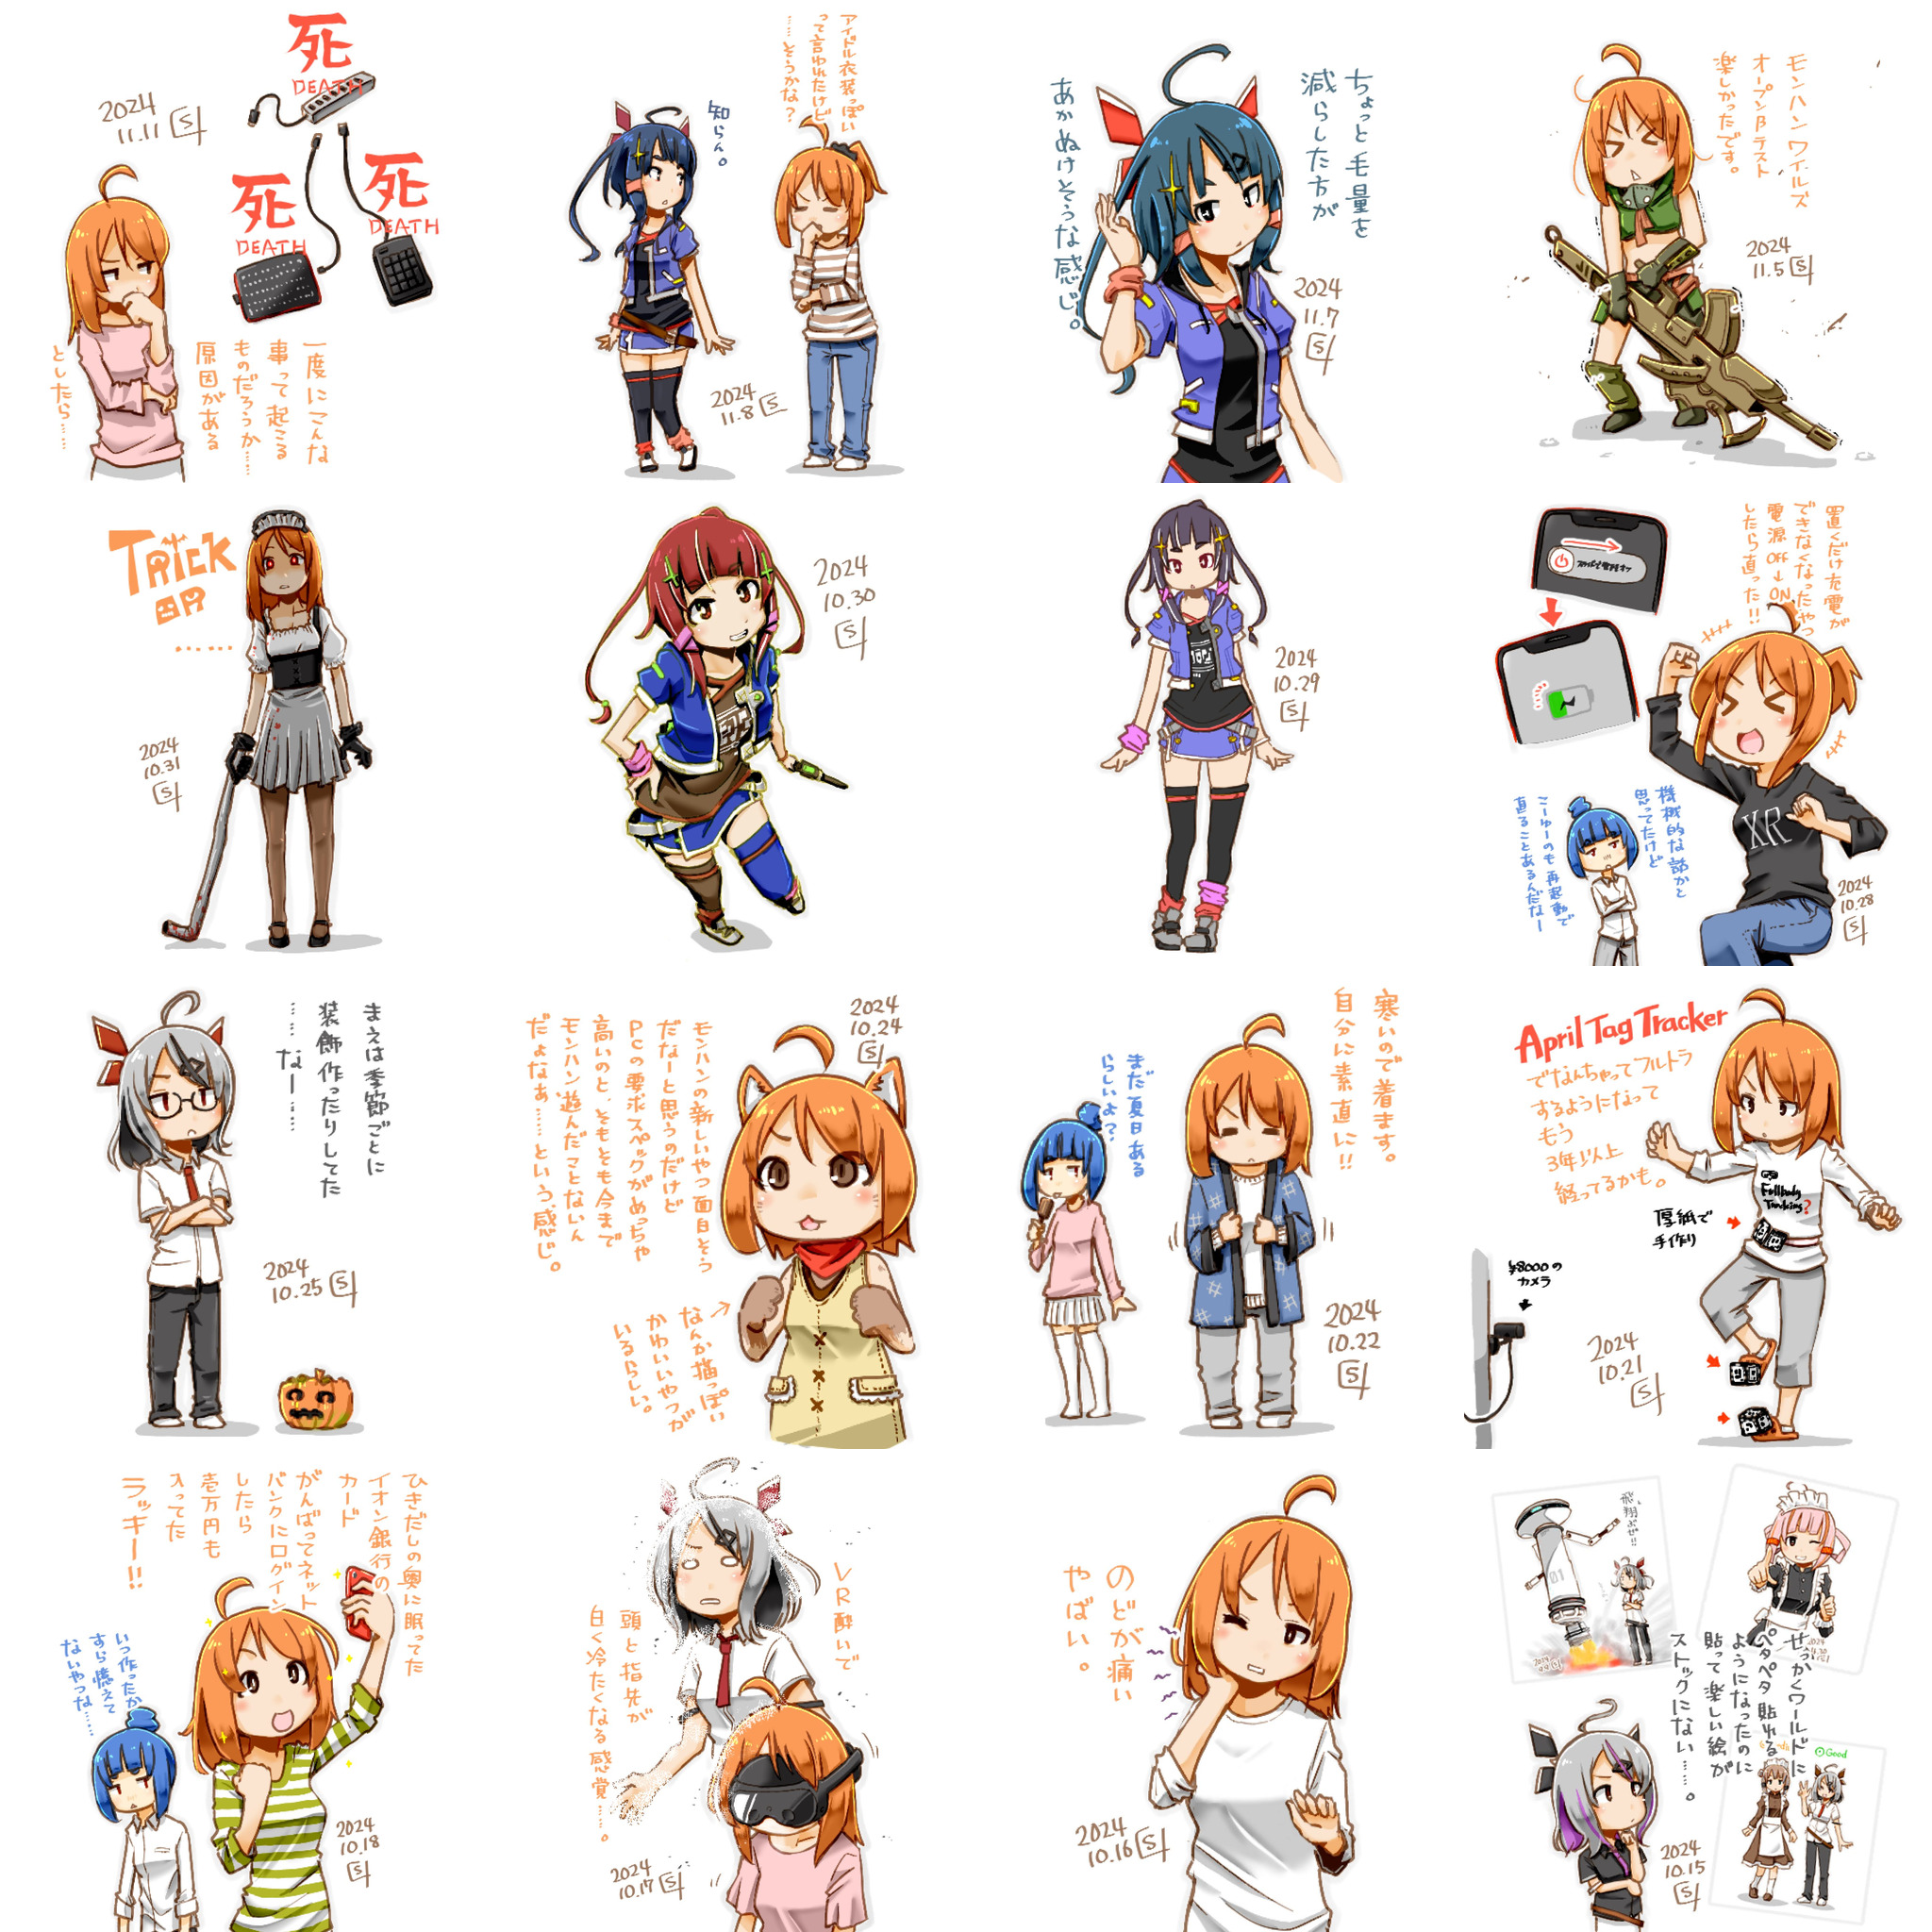 死
DEATH
死
DEATH
死
DEATH
2024
11.11
一度にこんな
事って起こる
ものだろうか……
原因がある
としたら……
アイドル衣装っぽい
って言われたけど
……そうかな?
知らん。
2024
11.8
ちょっと毛量を
減らした方が
あかぬけそうな感じ。
2024
11.7
モンハンワイルズ
オープンβテスト
楽しかったです。
2024
11.5
TRICK
……
2024
10.31
2024
10.30
2024
10.29
置くだけ充電が
できなくなったやつ
電源OFF→ON
したら直った!!
機械的な話かと
思ってたけど
こーゆーのも再起動で
直ることあるんだなー
XR
2024
10.28
まえは季節ごとに
装飾作ったりしてた
……なー……
2024
10.25
2024
10.24
モンハンの新しいやつ面白そう
だなーと思うのだけど
PCの要求スペックがめっちゃ
高いのと、そもそも今まで
モンハン遊んだことないん
だよなぁ……という感じ。
なんか猫っぽい
かわいいやつが
いるらしい。
寒いので着ます。
自分に素直に!!
まだ夏日ある
らしいよ?
2024
10.22
April Tag Tracker
でなんちゃってフルトラ
するようになって
もう
3年以上
経ってるかも。
Fullbody
Tracking?
厚紙で
手作り
¥8000の
カメラ
2024
10.21
ひきだしの奥に眠ってた
イオン銀行の
カード
がんばってネット
バンクにログイン
したら
壱万円も
入ってた
ラッキー!!
いつ作ったか
すら憶えて
ないやつな……
2024
10.18
VR酔いで
頭と指先が
白く冷たくなる感覚……。
2024
10.17
のどが痛い
やばい。
2024
10.16
飛翔ぶぜ!!
01
せっかくワールドに
ペタペタ貼れる
ようになったのに
貼って楽しい絵が
ストックにない……。
Good
2024
10.15